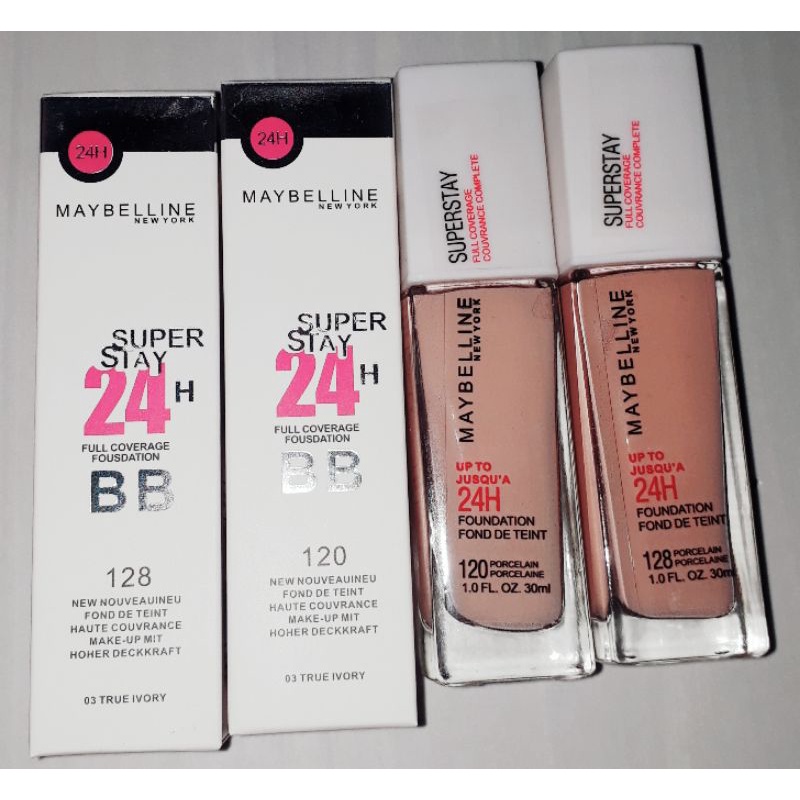 24H
MAYBELLINE
NEW YORK
SUPER
STAY
24H
FULL COVERAGE
FOUSDATION
BB
128
NEW NOUVEAUINEU
FOND DE TEINT
HAUTE COUVRANCE
MAKE-UP MIT
HOHER DECKKRAFT
03 TRUE IVORY
24H
MAYBELLINE
NEW YORK
SUPER
STAY
24H
FULL COVERAGE
FOUSDATION
BB
120
NEW NOUVEAUINEU
FOND DE TEINT
HAUTE COUVRANCE
MAKE-UP MIT
HOHER DECKKRAFT
03 TRUE IVORY
SUPERSTAY
FULL COVERAGE
COUVRANCE COMPLETE
MAYBELLINE
NEW YORK
UP TO
JUSQU'A
24H
FOUNDATION
FOND DE TEINT
120 PORCELAIN
PORCELAINE
1.0 FL. OZ. 30ml
SUPERSTAY
FULL COVERAGE
COUVRANCE COMPLETE
MAYBELLINE
NEW YORK
UP TO
JUSQU'A
24H
FOUNDATION
FOND DE TEINT
128 PORCELAIN
PORCELAINE
1.0 FL. OZ. 30ml